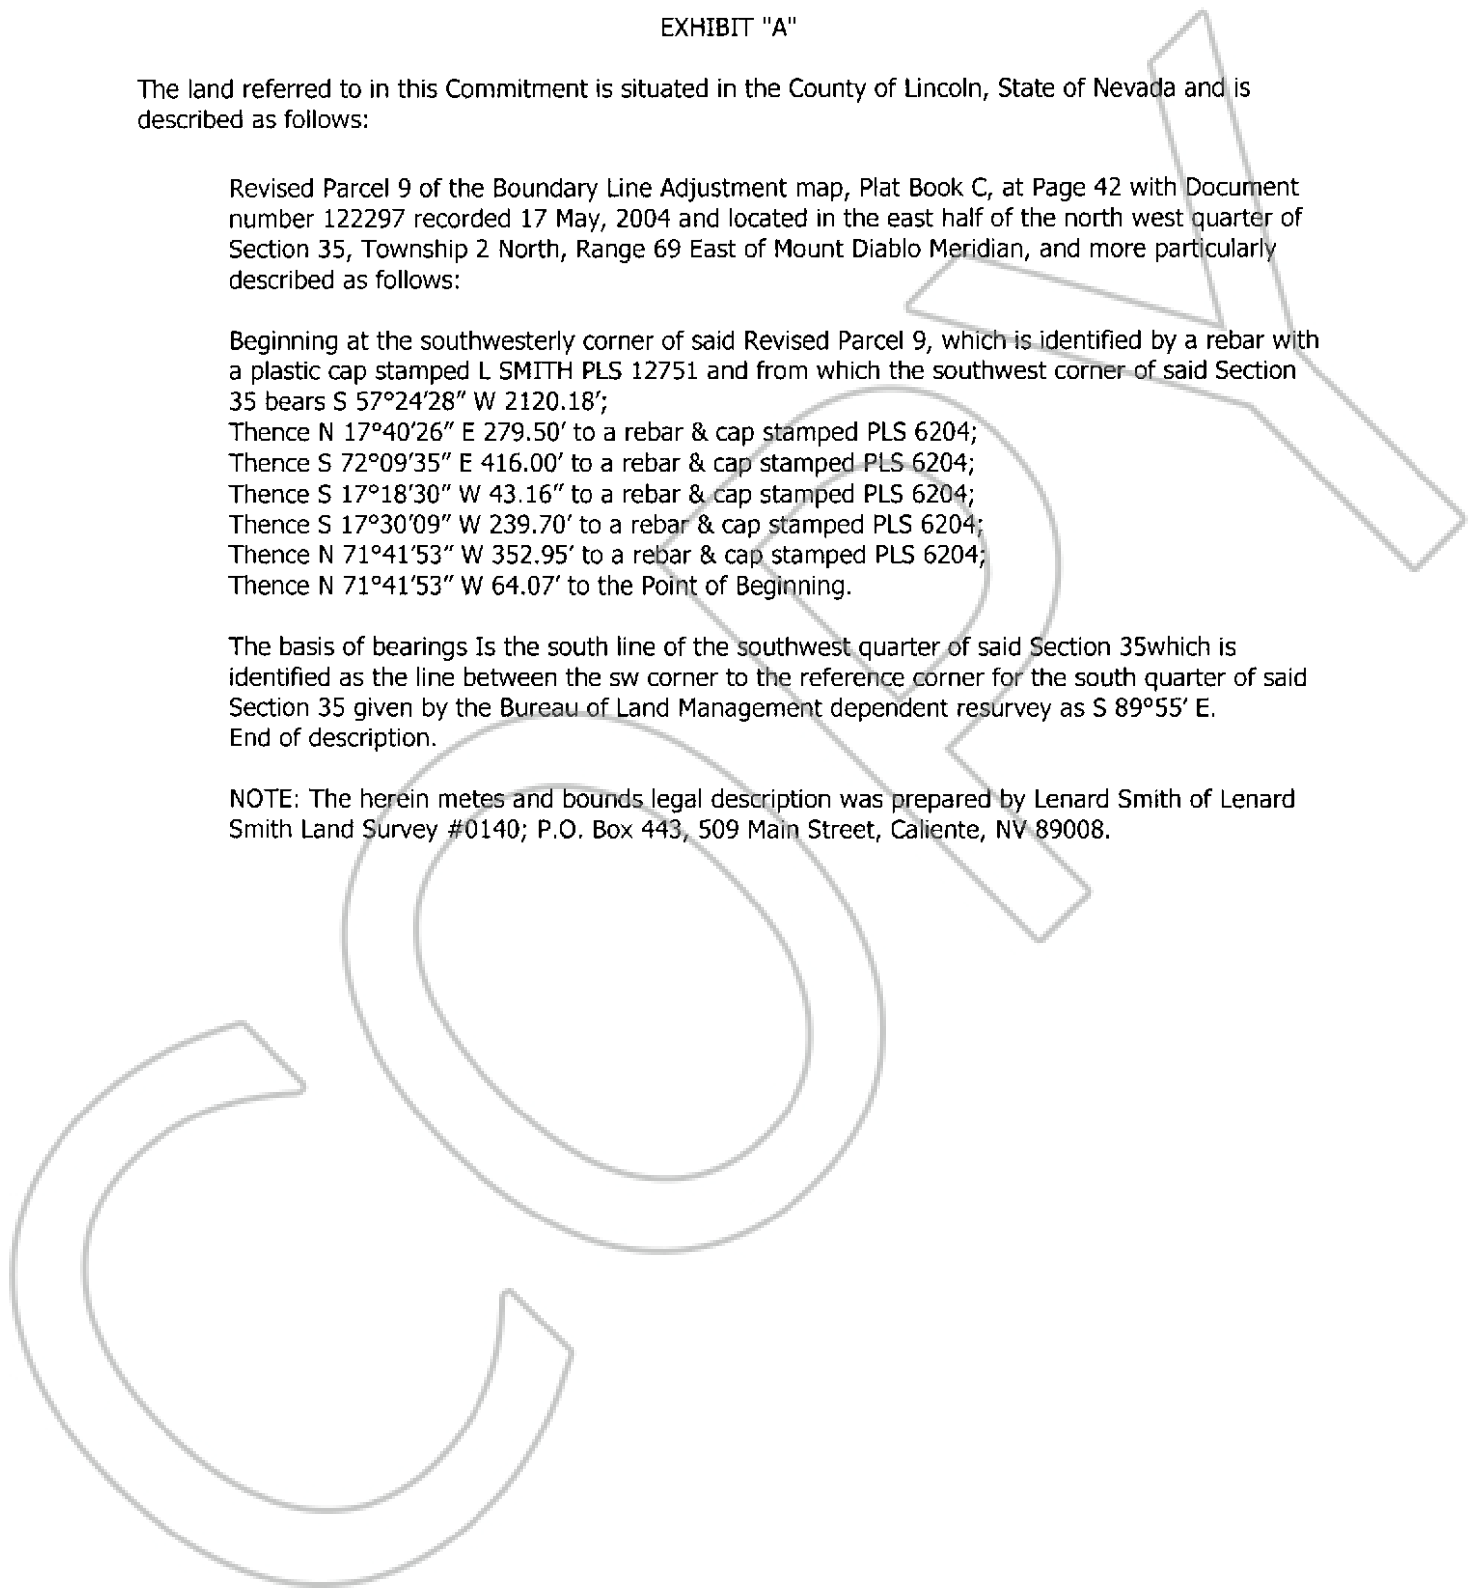 EXHIBIT "A"
The land referred to in this Commitment is situated in the County of Lincoln, State of Nevada and is
described as follows:
Revised Parcel 9 of the Boundary Line Adjustment map, Plat Book C, at Page 42 with Document
number 122297 recorded 17 May, 2004 and located in the east half of the north west quarter of
Section 35, Township 2 North, Range 69 East of Mount Diablo Meridian, and more particularly
described as follows:
Beginning at the southwesterly corner of said Revised Parcel 9, which is identified by a rebar with
a plastic cap stamped L SMITH PLS 12751 and from which the southwest corner of said Section
35 bears S 57°24′28″ W 2120.18′;
Thence N 17°40′26″ E 279.50′ to a rebar & cap stamped PLS 6204;
Thence S 72°09′35″ E 416.00′ to a rebar & cap stamped PLS 6204;
Thence S 17°18′30″ W 43.16″ to a rebar & cap stamped PLS 6204;
Thence S 17°30′09″ W 239.70′ to a rebar & cap stamped PLS 6204;
Thence N 71°41′53″ W 352.95′ to a rebar & cap stamped PLS 6204;
Thence N 71°41′53″ W 64.07′ to the Point of Beginning.
The basis of bearings Is the south line of the southwest quarter of said Section 35which is
identified as the line between the sw corner to the reference corner for the south quarter of said
Section 35 given by the Bureau of Land Management dependent resurvey as S 89°55′ E.
End of description.
NOTE: The herein metes and bounds legal description was prepared by Lenard Smith of Lenard
Smith Land Survey #0140; P.O. Box 443, 509 Main Street, Caliente, NV 89008.
COPY